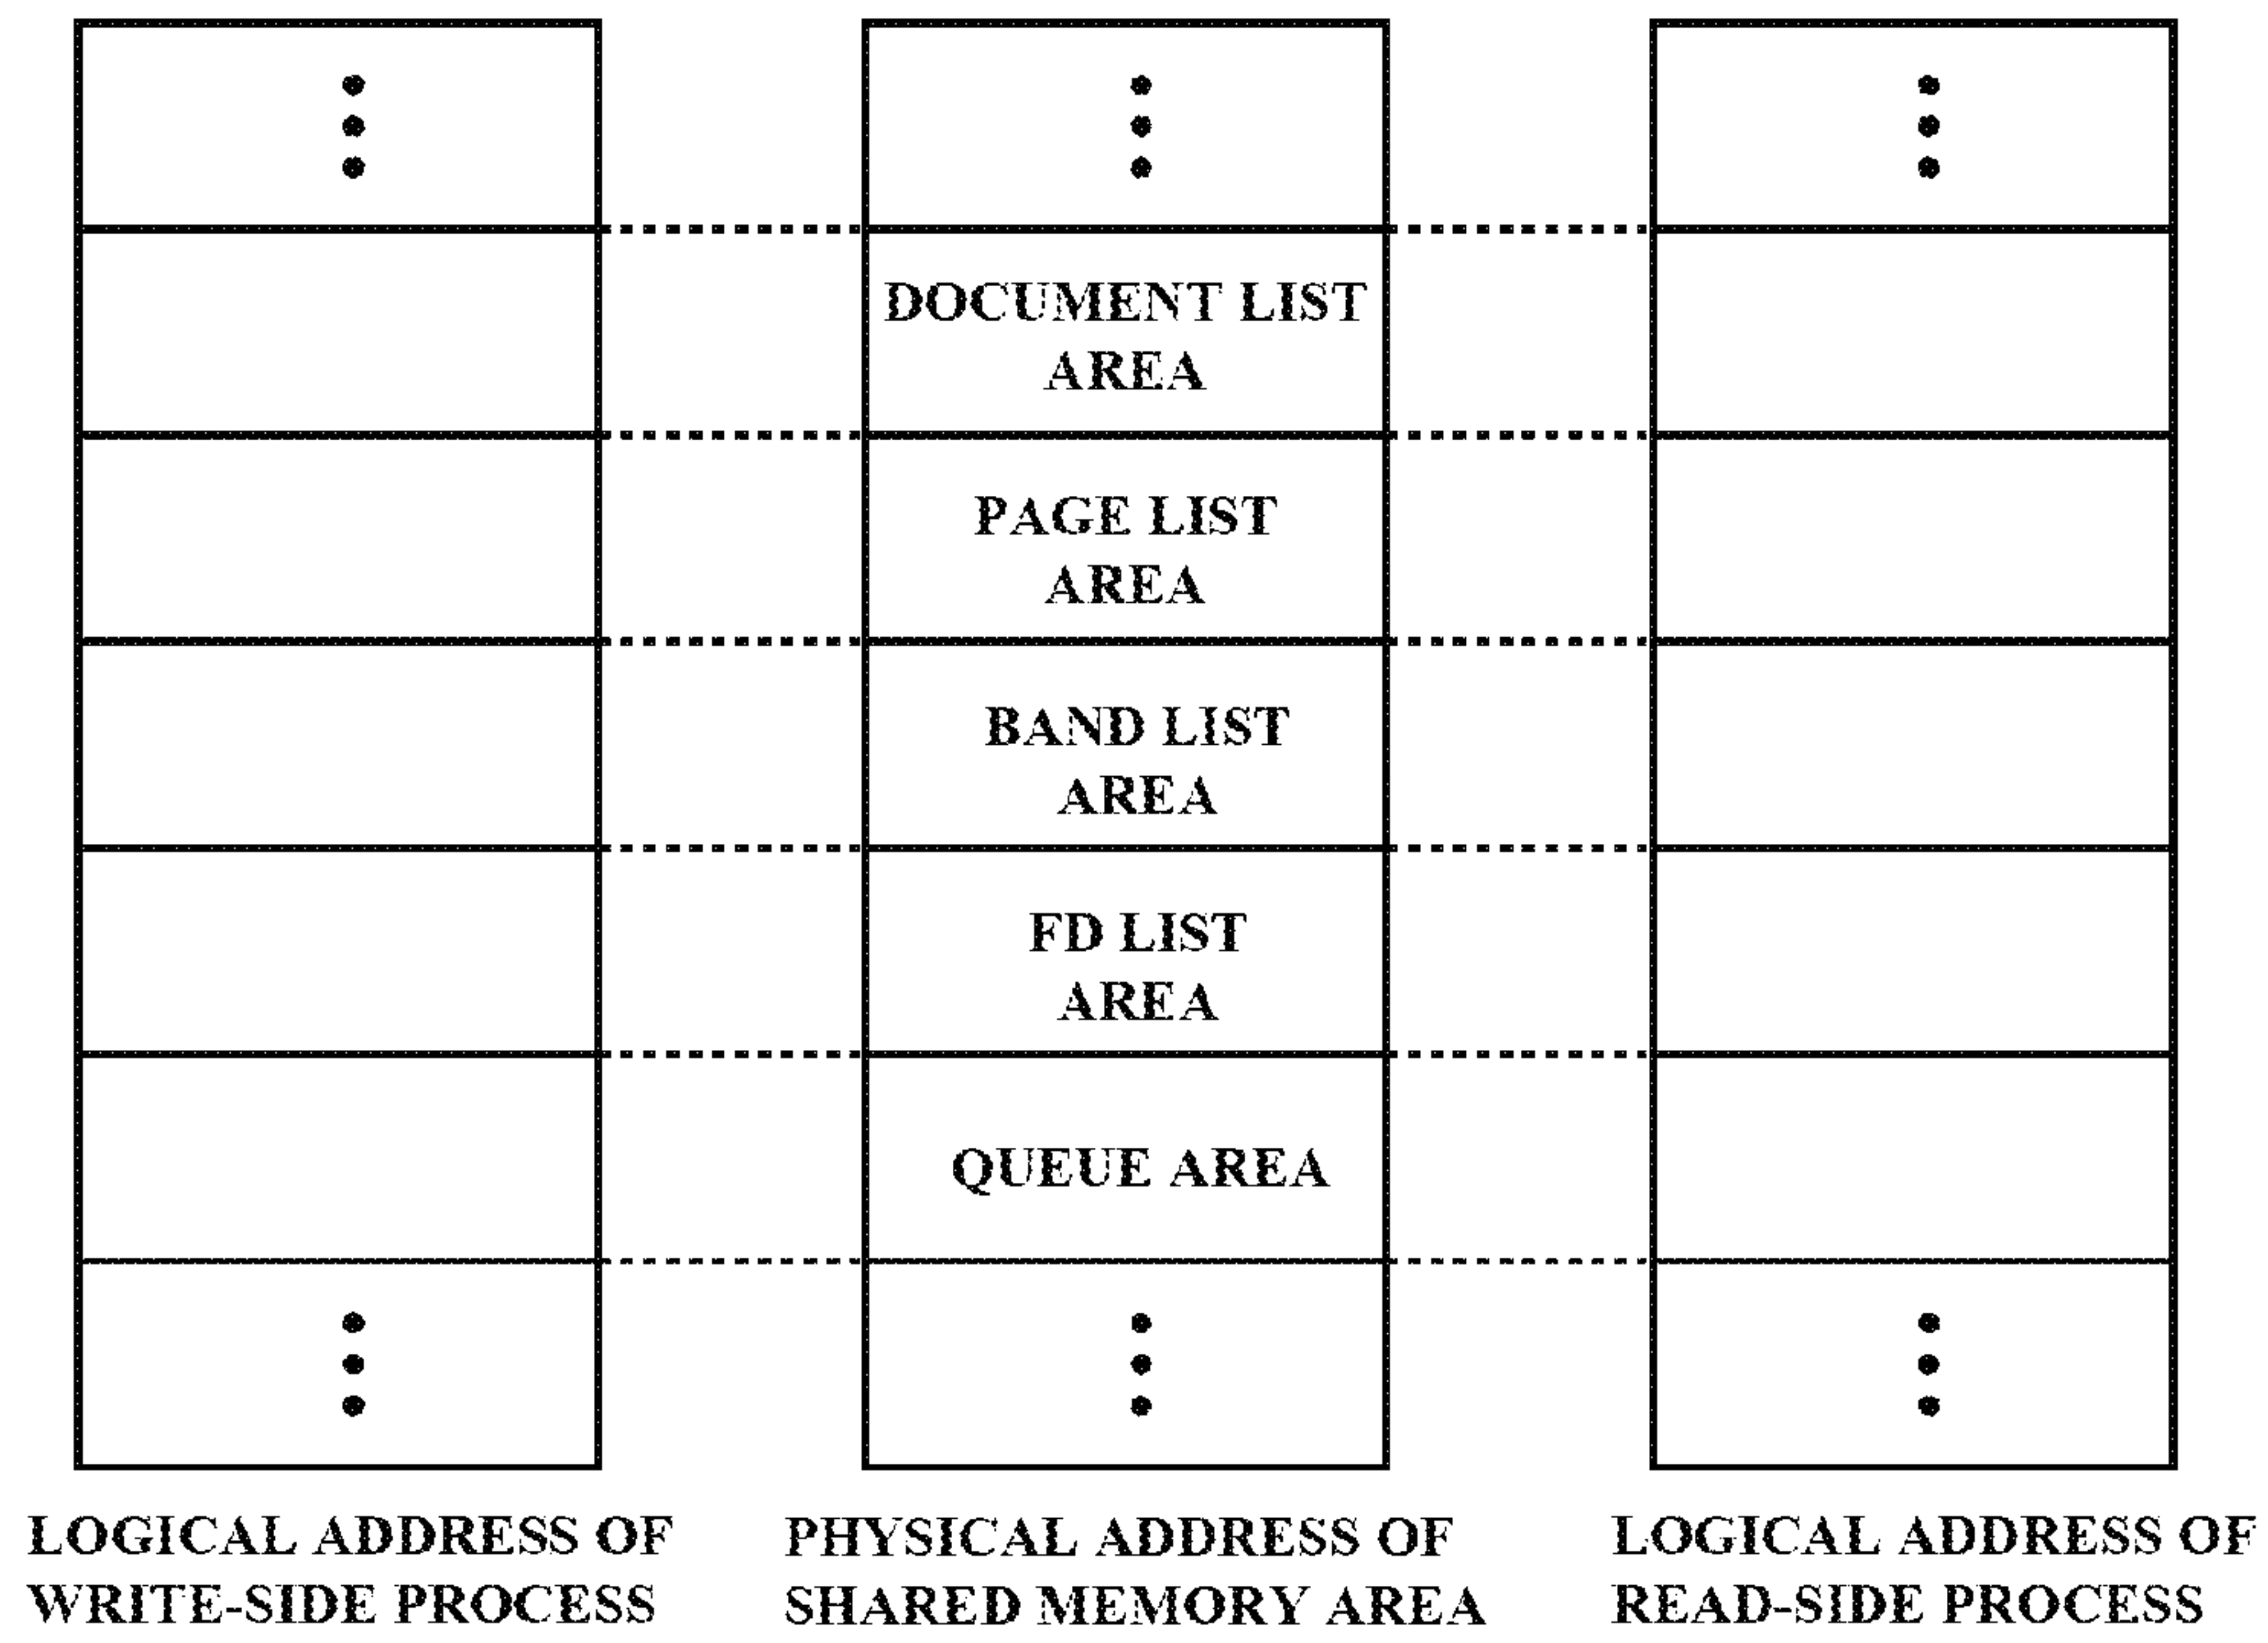 DOCUMENT LIST
AREA
PAGE LIST
AREA
BAND LIST
AREA
FD LIST
AREA
QUEUE AREA
LOGICAL ADDRESS OF
WRITE-SIDE PROCESS
PHYSICAL ADDRESS OF
SHARED MEMORY AREA
LOGICAL ADDRESS OF
READ-SIDE PROCESS